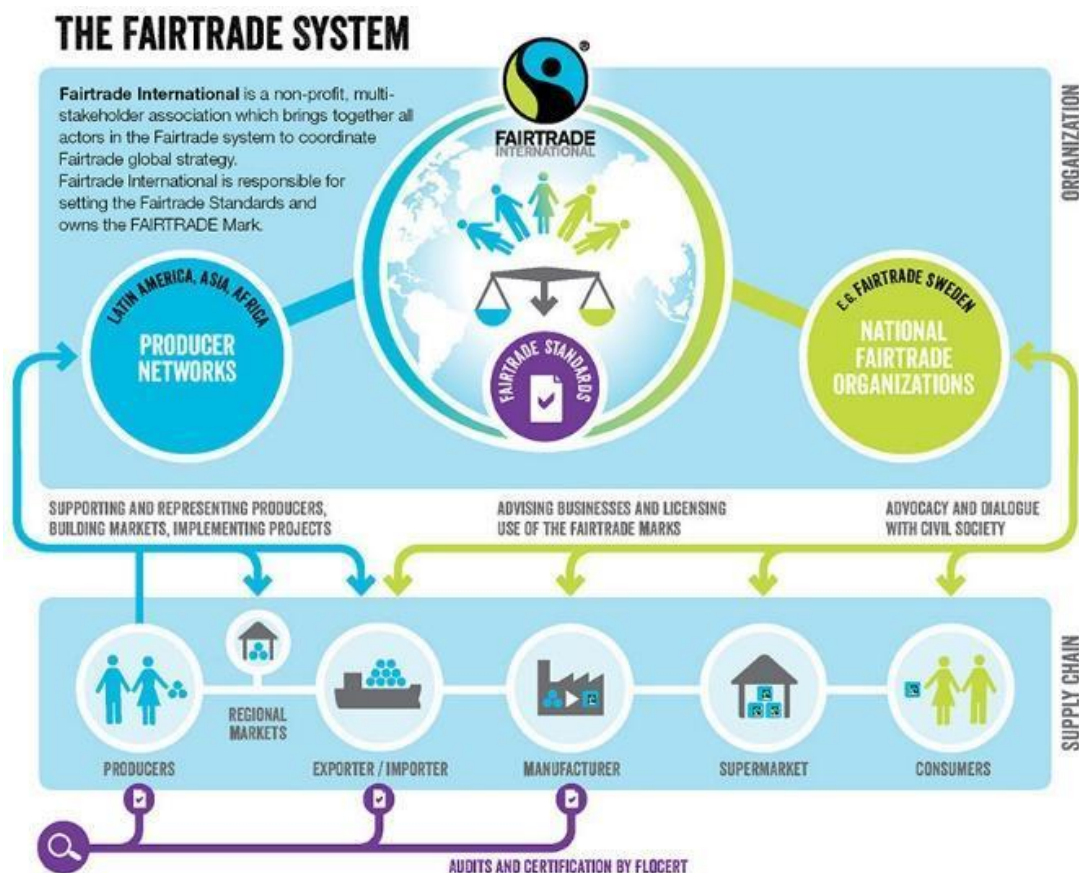 THE FAIRTRADE SYSTEM
Fairtrade International is a non-profit, multi-
stakeholder association which brings together all
actors in the Fairtrade system to coordinate
Fairtrade global strategy.
Fairtrade International is responsible for
setting the Fairtrade Standards and
owns the FAIRTRADE Mark.
®
FAIRTRADE
INTERNATIONAL
ORGANIZATION
LATIN AMERICA, ASIA, AFRICA
PRODUCER
NETWORKS
FAIRTRADE STANDARDS
E.G. FAIRTRADE SWEDEN
NATIONAL
FAIRTRADE
ORGANIZATIONS
SUPPORTING AND REPRESENTING PRODUCERS,
BUILDING MARKETS, IMPLEMENTING PROJECTS
ADVISING BUSINESSES AND LICENSING
USE OF THE FAIRTRADE MARKS
ADVOCACY AND DIALOGUE
WITH CIVIL SOCIETY
SUPPLY CHAIN
PRODUCERS
REGIONAL
MARKETS
EXPORTER / IMPORTER
MANUFACTURER
SUPERMARKET
CONSUMERS
AUDITS AND CERTIFICATION BY FLOCERT